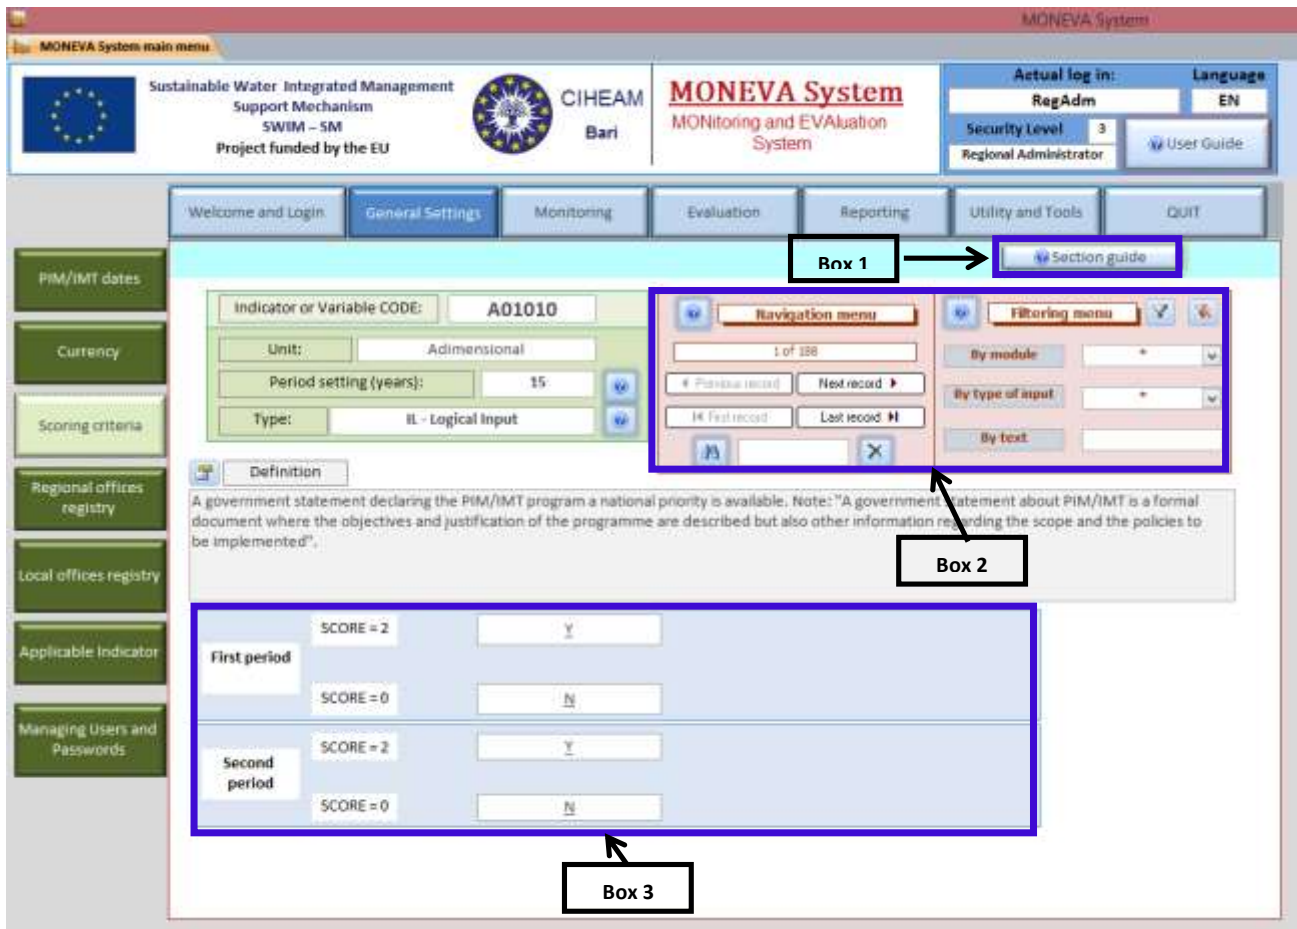 MONEVA System
MONEVA System main menu
Sustainable Water Integrated Management
Support Mechanism
SWIM – SM
Project funded by the EU
CIHEAM
Bari
MONEVA System
MONitoring and EVAluation
System
Actual log in:
Language
RegAdm
EN
Security Level
3
Regional Administrator
User Guide
Welcome and Login
General Settings
Monitoring
Evaluation
Reporting
Utility and Tools
QUIT
Box 1
Section guide
PIM/IMT dates
Currency
Scoring criteria
Regional offices
registry
Local offices registry
Applicable Indicator
Managing Users and
Passwords
Indicator or Variable CODE:
A01010
Unit:
Adimensional
Period setting (years):
15
Type:
IL - Logical Input
Navigation menu
1 of 188
Previous record
Next record
First record
Last record
Filtering menu
By module
*
By type of input
*
By text
Definition
A government statement declaring the PIM/IMT program a national priority is available. Note: "A government statement about PIM/IMT is a formal
document where the objectives and justification of the programme are described but also other information regarding the scope and the policies to
be implemented".
Box 2
First period
SCORE = 2
Y
SCORE = 0
N
Second
period
SCORE = 2
Y
SCORE = 0
N
Box 3